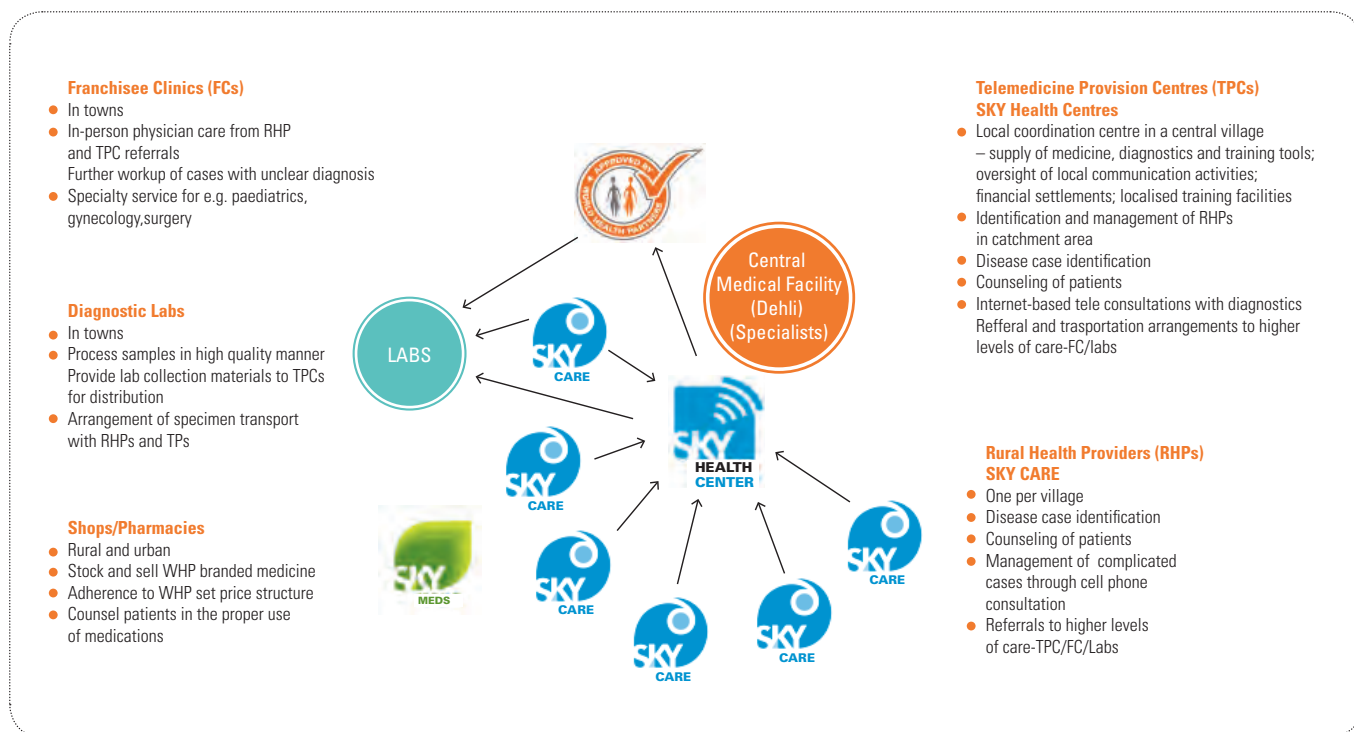 Franchisee Clinics (FCs)
In towns
In-person physician care from RHP
and TPC referrals
Further workup of cases with unclear diagnosis
Specialty service for e.g. paediatrics,
gynecology,surgery
Diagnostic Labs
In towns
Process samples in high quality manner
Provide lab collection materials to TPCs
for distribution
Arrangement of specimen transport
with RHPs and TPs
Shops/Pharmacies
Rural and urban
Stock and sell WHP branded medicine
Adherence to WHP set price structure
Counsel patients in the proper use
of medications
APPROVED BY
WORLD HEALTH PARTNERS
Central
Medical Facility
(Dehli)
(Specialists)
LABS
SKY
CARE
SKY
HEALTH
CENTER
SKY
CARE
SKY
MEDS
SKY
CARE
SKY
CARE
SKY
CARE
SKY
CARE
Telemedicine Provision Centres (TPCs)
SKY Health Centres
Local coordination centre in a central village
– supply of medicine, diagnostics and training tools;
oversight of local communication activities;
financial settlements; localised training facilities
Identification and management of RHPs
in catchment area
Disease case identification
Counseling of patients
Internet-based tele consultations with diagnostics
Refferal and trasportation arrangements to higher
levels of care-FC/labs
Rural Health Providers (RHPs)
SKY CARE
One per village
Disease case identification
Counseling of patients
Management of complicated
cases through cell phone
consultation
Referrals to higher levels
of care-TPC/FC/Labs